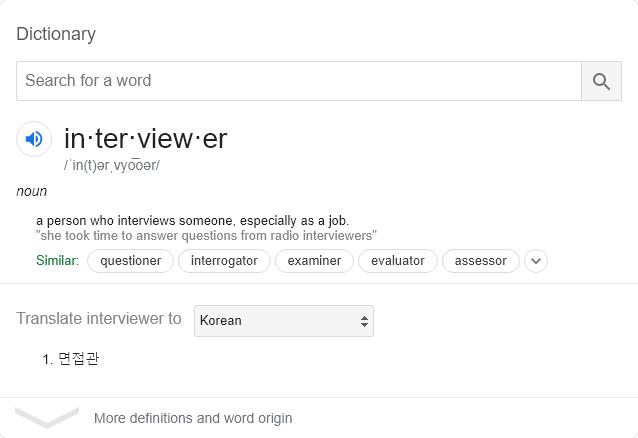 Dictionary
Search for a word
in·ter·view·er
/ˈin(t)ərˌvyo͞oər/
noun
a person who interviews someone, especially as a job.
"she took time to answer questions from radio interviewers"
Similar: questioner interrogator examiner evaluator assessor
Translate interviewer to Korean
1. 면접관
More definitions and word origin